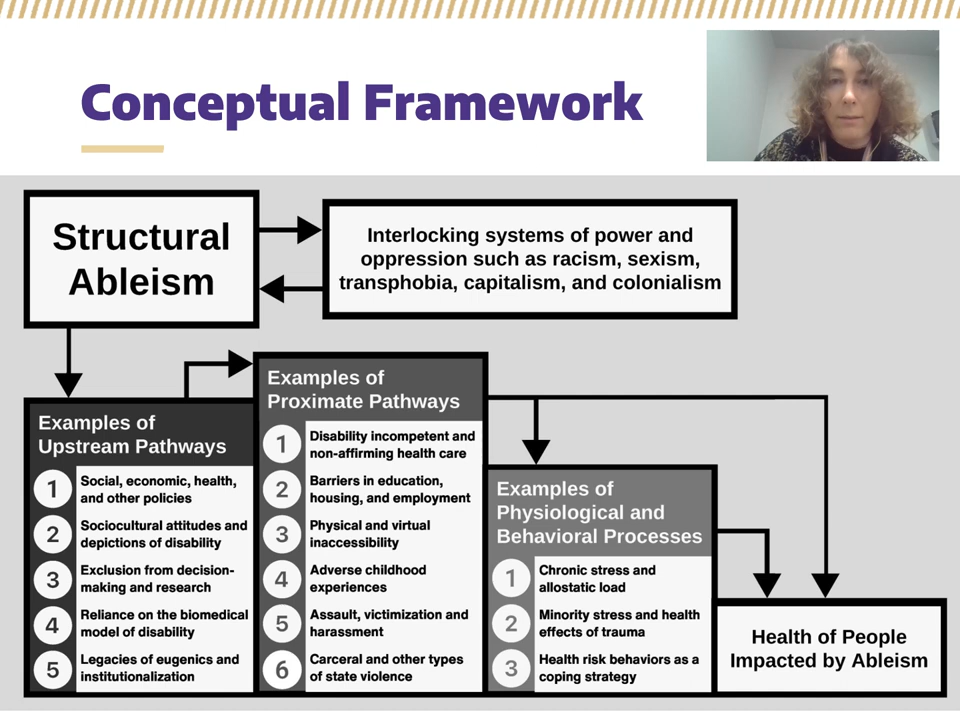 Conceptual Framework
Structural
Ableism
Interlocking systems of power and
oppression such as racism, sexism,
transphobia, capitalism, and colonialism
Examples of
Upstream Pathways
1 Social, economic, health,
and other policies
2 Sociocultural attitudes and
depictions of disability
3 Exclusion from decision-
making and research
4 Reliance on the biomedical
model of disability
5 Legacies of eugenics and
institutionalization
Examples of
Proximate Pathways
1 Disability incompetent and
non-affirming health care
2 Barriers in education,
housing, and employment
3 Physical and virtual
inaccessibility
4 Adverse childhood
experiences
5 Assault, victimization and
harassment
6 Carceral and other types
of state violence
Examples of
Physiological and
Behavioral Processes
1 Chronic stress and
allostatic load
2 Minority stress and health
effects of trauma
3 Health risk behaviors as a
coping strategy
Health of People
Impacted by Ableism